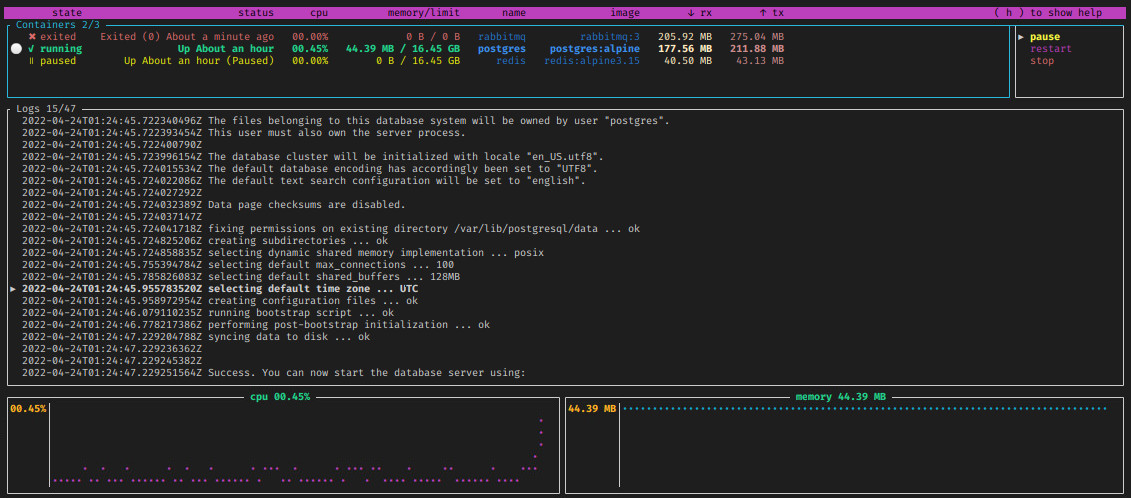 state status cpu memory/limit name image ↓ rx ↑ tx ( h ) to show help
Containers 2/3
✖ exited Exited (0) About a minute ago 00.00% 0 B / 0 B rabbitmq rabbitmq:3 205.92 MB 275.04 MB
⚪ ✓ running Up About an hour 00.45% 44.39 MB / 16.45 GB postgres postgres:alpine 177.56 MB 211.88 MB
॥ paused Up About an hour (Paused) 00.00% 0 B / 16.45 GB redis redis:alpine3.15 40.50 MB 43.13 MB
▶ pause
restart
stop
Logs 15/47
2022-04-24T01:24:45.722340496Z The files belonging to this database system will be owned by user "postgres".
2022-04-24T01:24:45.722393454Z This user must also own the server process.
2022-04-24T01:24:45.722400790Z
2022-04-24T01:24:45.723996154Z The database cluster will be initialized with locale "en_US.utf8".
2022-04-24T01:24:45.724015534Z The default database encoding has accordingly been set to "UTF8".
2022-04-24T01:24:45.724022086Z The default text search configuration will be set to "english".
2022-04-24T01:24:45.724027292Z
2022-04-24T01:24:45.724032389Z Data page checksums are disabled.
2022-04-24T01:24:45.724037147Z
2022-04-24T01:24:45.724041718Z fixing permissions on existing directory /var/lib/postgresql/data ... ok
2022-04-24T01:24:45.724825206Z creating subdirectories ... ok
2022-04-24T01:24:45.724858835Z selecting dynamic shared memory implementation ... posix
2022-04-24T01:24:45.755394784Z selecting default max_connections ... 100
2022-04-24T01:24:45.785826083Z selecting default shared_buffers ... 128MB
▶ 2022-04-24T01:24:45.955783520Z selecting default time zone ... UTC
2022-04-24T01:24:45.958972954Z creating configuration files ... ok
2022-04-24T01:24:46.079110235Z running bootstrap script ... ok
2022-04-24T01:24:46.778217386Z performing post-bootstrap initialization ... ok
2022-04-24T01:24:47.229204788Z syncing data to disk ... ok
2022-04-24T01:24:47.229236362Z
2022-04-24T01:24:47.229245382Z
2022-04-24T01:24:47.229251564Z Success. You can now start the database server using:
cpu 00.45%
00.45%
memory 44.39 MB
44.39 MB